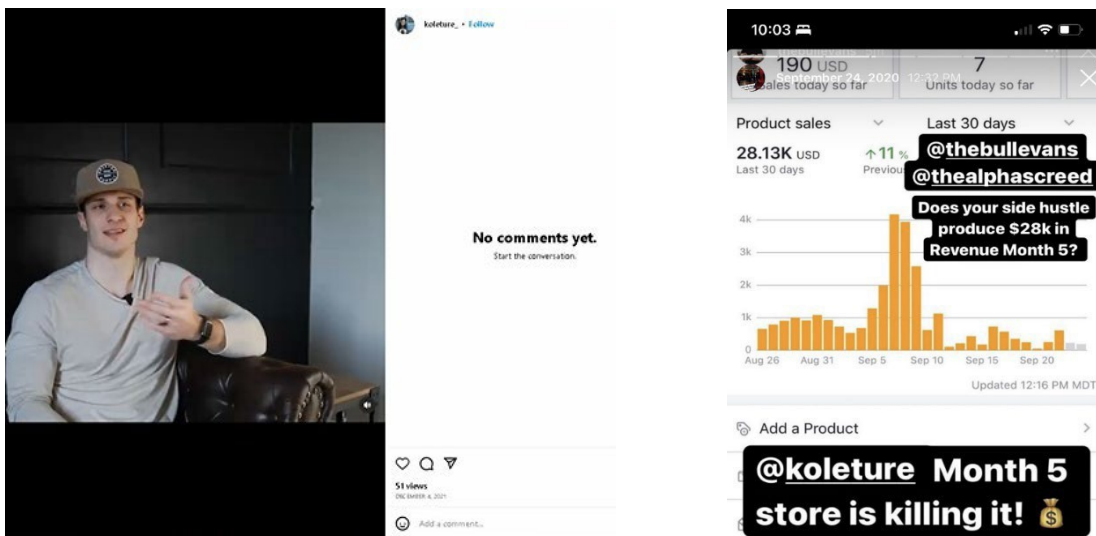 koleture_ • Follow
No comments yet.
Start the conversation.
51 views
DECEMBER 4, 2021
Add a comment...
10:03
thebullevans
190 USD
7
September 24, 2020 12:33 PM
Sales today so far
Units today so far
Product sales
Last 30 days
28.13K USD
↑11 %
Last 30 days
Previou
@thebullevans
@thealphascreed
Does your side hustle
produce $28k in
Revenue Month 5?
4k
3k
2k
1k
0
Aug 26 Aug 31 Sep 5 Sep 10 Sep 15 Sep 20
Updated 12:16 PM MDT
Add a Product
@koleture Month 5
store is killing it! 💰